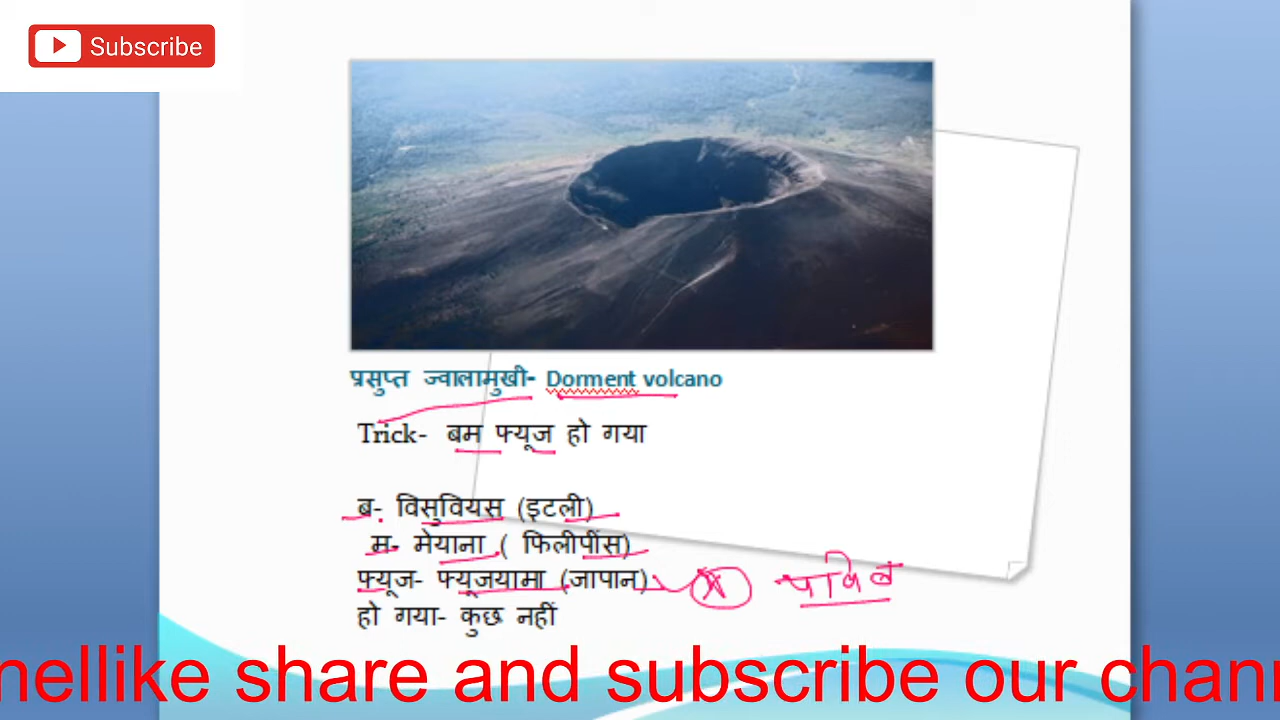 Subscribe
प्रसुप्त ज्वालामुखी- Dorment volcano
Trick- बम फ्यूज हो गया
ब- विसुवियस (इटली)
म- मेयाना ( फिलीपींस)
फ्यूज- फ्यूजयामा (जापान)
हो गया- कुछ नहीं
nellike share and subscribe our chann